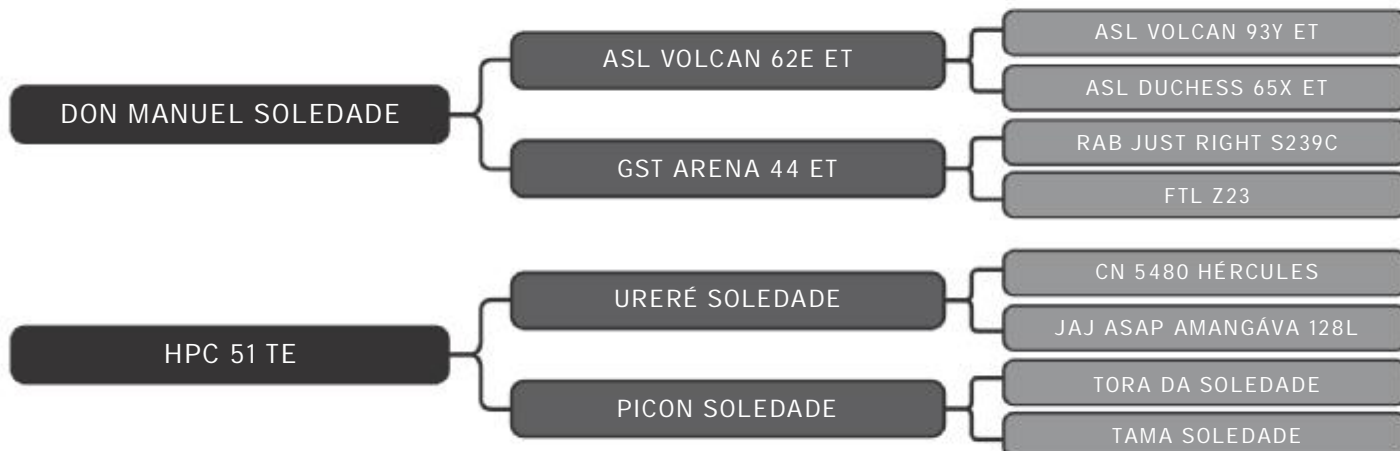 DON MANUEL SOLEDADE
ASL VOLCAN 62E ET
ASL VOLCAN 93Y ET
ASL DUCHESS 65X ET
GST ARENA 44 ET
RAB JUST RIGHT S239C
FTL Z23
HPC 51 TE
URERÉ SOLEDADE
CN 5480 HÉRCULES
JAJ ASAP AMANGÁVA 128L
PICON SOLEDADE
TORA DA SOLEDADE
TAMA SOLEDADE